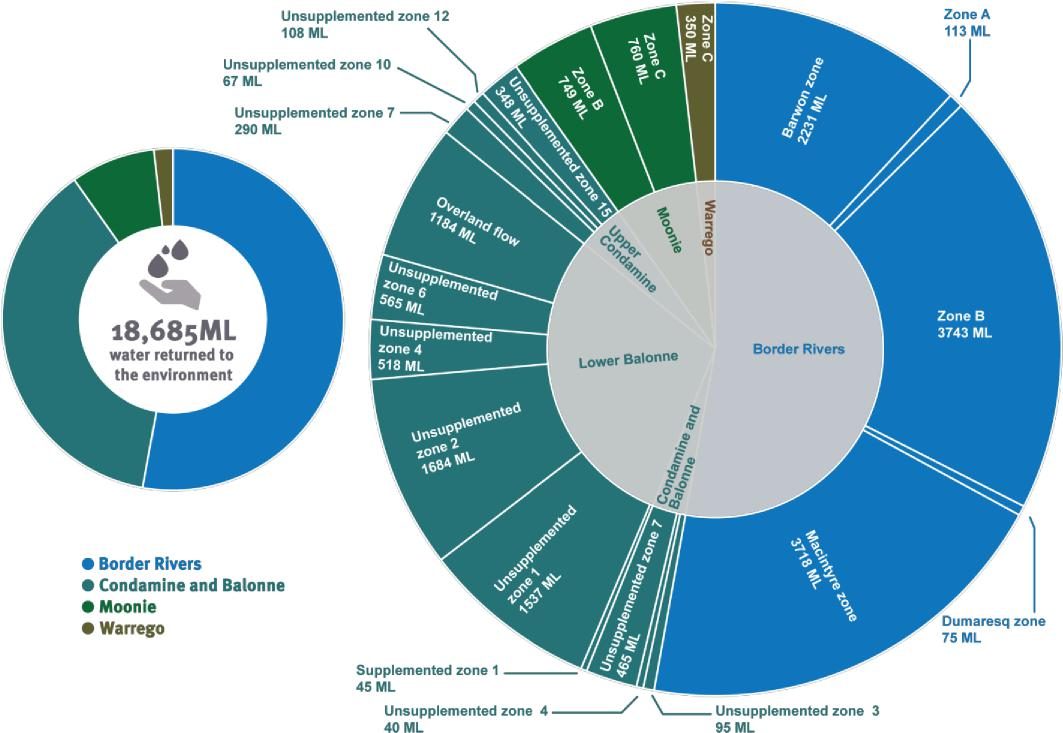 18,685ML
water returned to
the environment
Border Rivers
Condamine and Balonne
Moonie
Warrego
Unsupplemented zone 12
108 ML
Unsupplemented zone 10
67 ML
Unsupplemented zone 7
290 ML
Overland flow
1184 ML
Unsupplemented
zone 6
565 ML
Unsupplemented
zone 4
518 ML
Unsupplemented
zone 2
1684 ML
Unsupplemented
zone 1
1537 ML
Supplemented zone 1
45 ML
Unsupplemented zone 7
465 ML
Unsupplemented zone 4
40 ML
Unsupplemented zone 3
95 ML
Unsupplemented zone 15
348 ML
Zone B
749 ML
Zone C
760 ML
Zone C
350 ML
Barwon zone
2231 ML
Zone A
113 ML
Zone B
3743 ML
Dumaresq zone
75 ML
Macintyre zone
3718 ML
Upper
Condamine
Moonie
Warrego
Lower Balonne
Border Rivers
Condamine and
Balonne